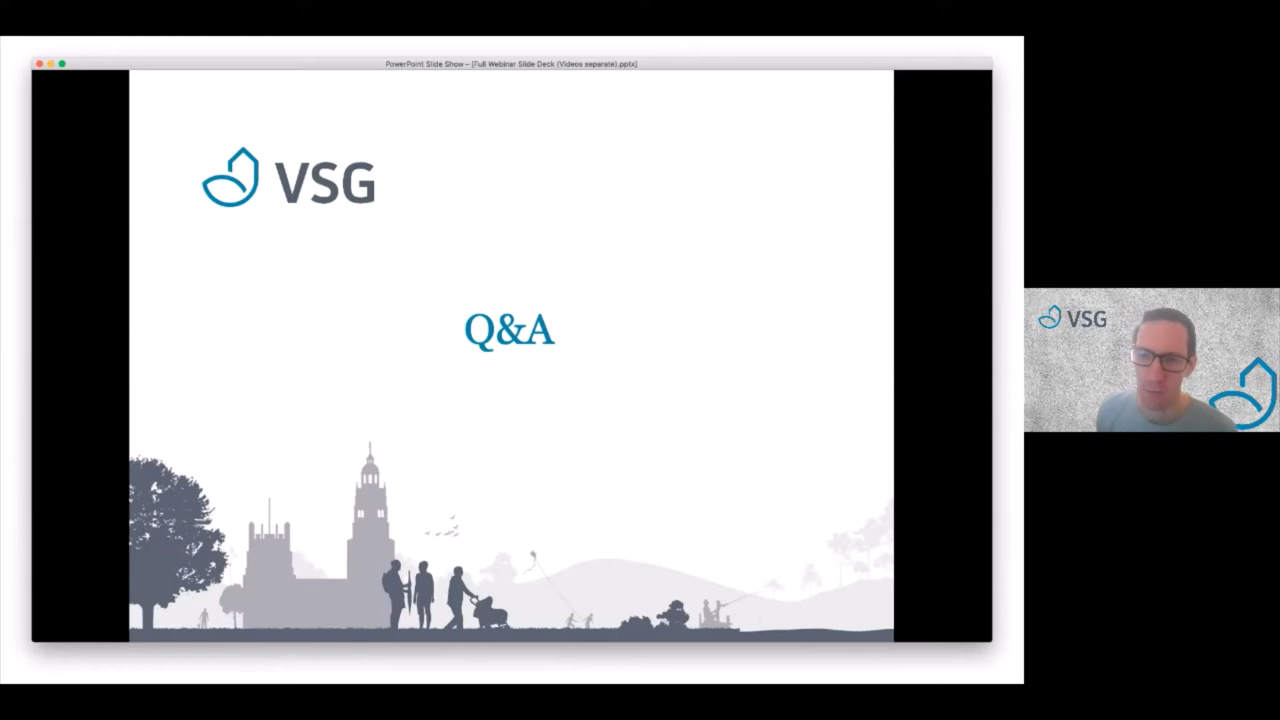 PowerPoint Slide Show – [Full Webinar Slide Deck (Videos separate).pptx]
VSG
Q&A
VSG